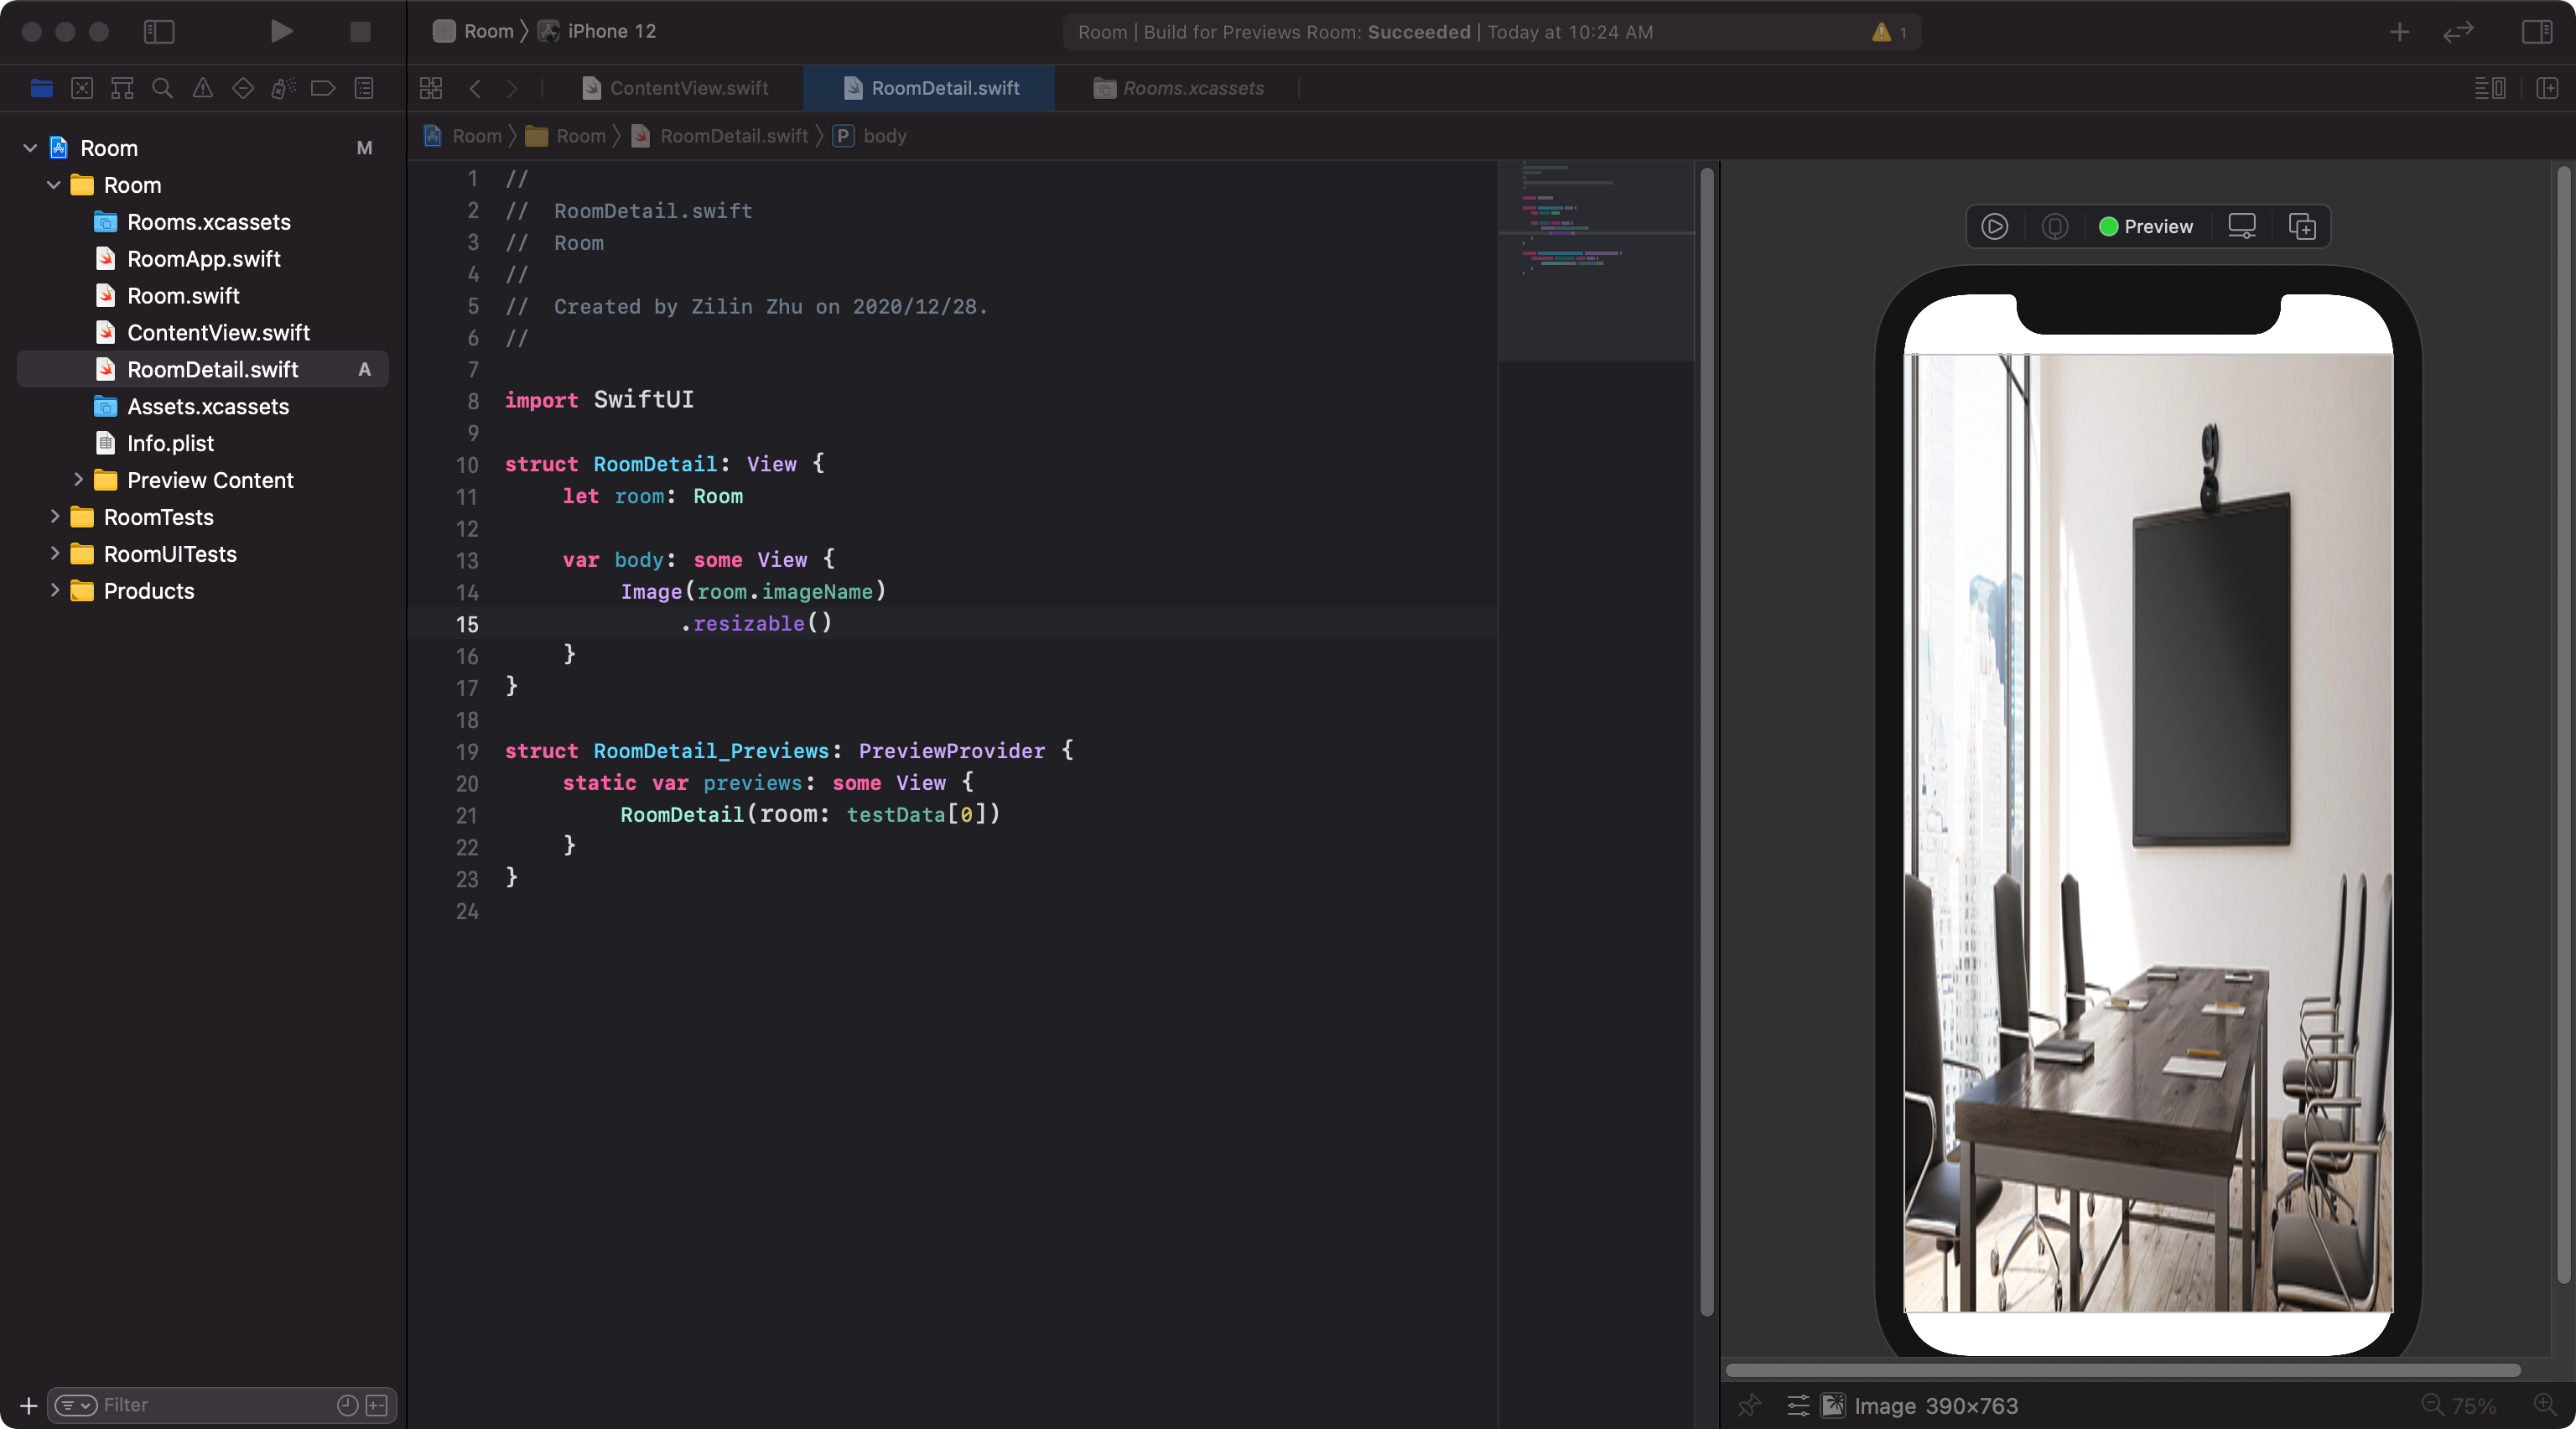 Room 〉 iPhone 12
Room | Build for Previews Room: Succeeded | Today at 10:24 AM
1
ContentView.swift
RoomDetail.swift
Rooms.xcassets
Room 〉 Room 〉 RoomDetail.swift 〉 P body
Room M
Room
Rooms.xcassets
RoomApp.swift
Room.swift
ContentView.swift
RoomDetail.swift A
Assets.xcassets
Info.plist
Preview Content
RoomTests
RoomUITests
Products
Filter
1 //
2 //  RoomDetail.swift
3 //  Room
4 //
5 //  Created by Zilin Zhu on 2020/12/28.
6 //
7
8 import SwiftUI
9
10 struct RoomDetail: View {
11     let room: Room
12
13     var body: some View {
14         Image(room.imageName)
15             .resizable()
16     }
17 }
18
19 struct RoomDetail_Previews: PreviewProvider {
20     static var previews: some View {
21         RoomDetail(room: testData[0])
22     }
23 }
24
Preview
Image 390×763
75%